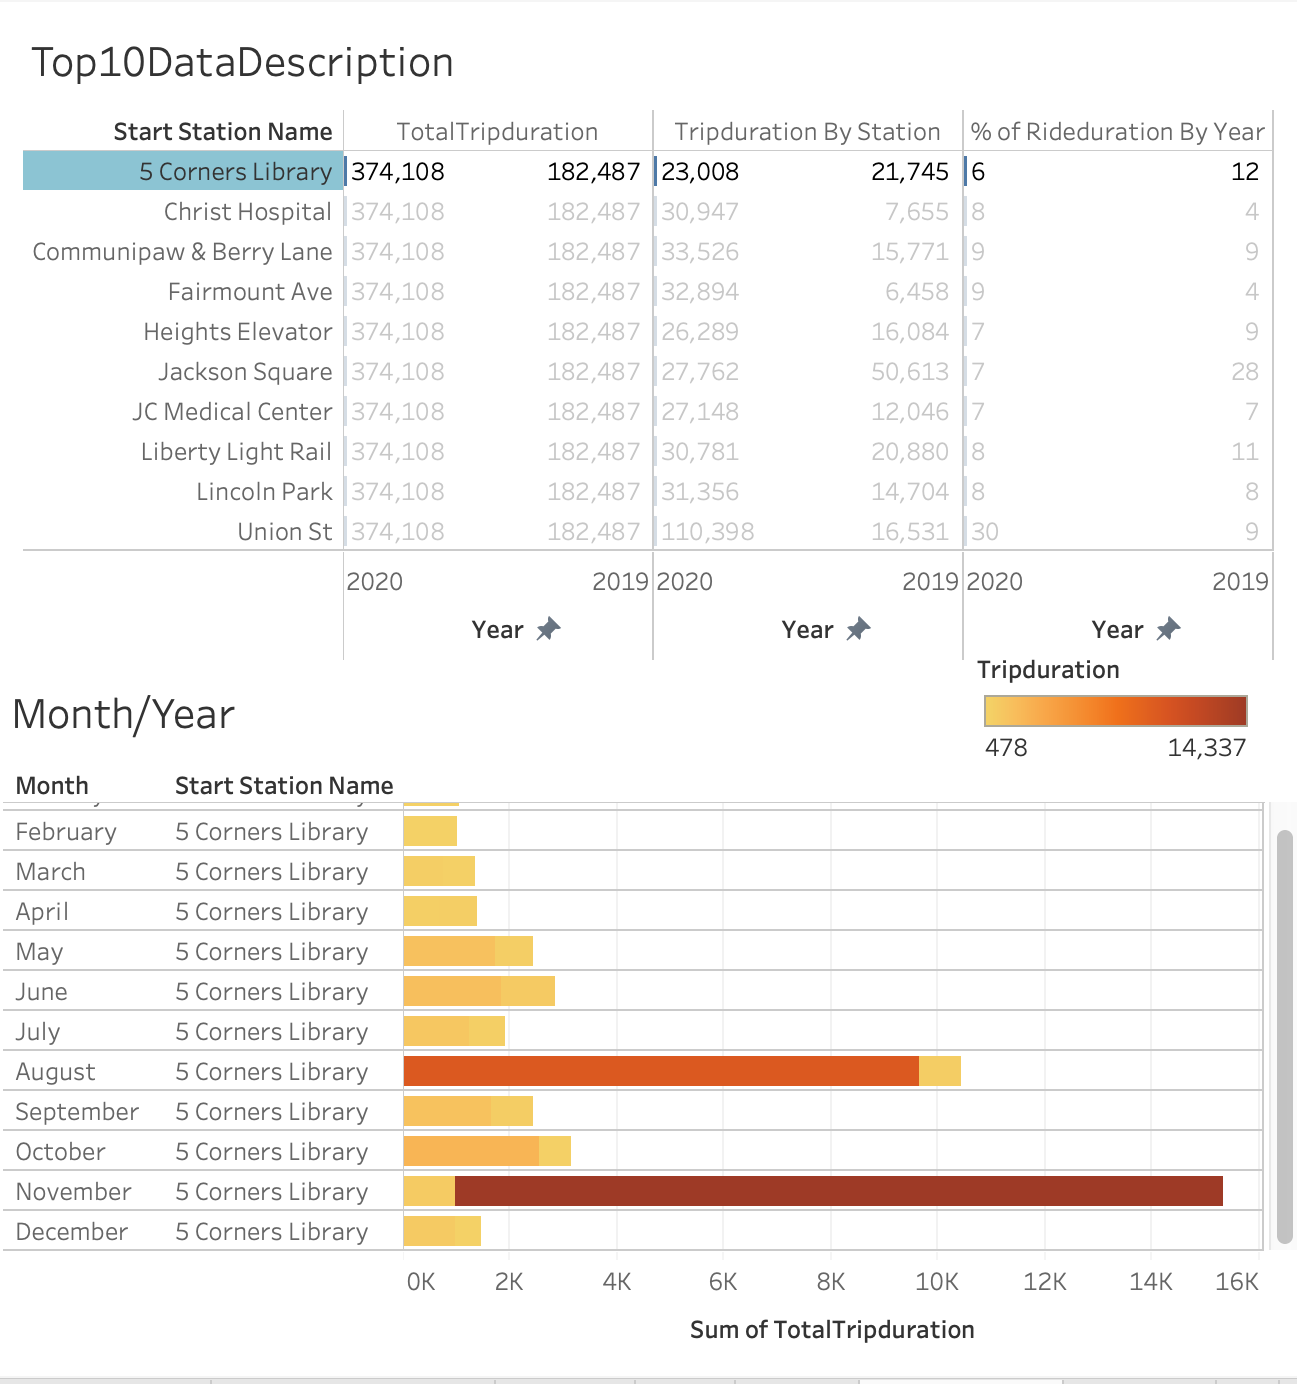 Top10DataDescription
Start Station Name TotalTripduration Tripduration By Station % of Rideduration By Year
5 Corners Library 374,108 182,487 23,008 21,745 6 12
Christ Hospital 374,108 182,487 30,947 7,655 8 4
Communipaw & Berry Lane 374,108 182,487 33,526 15,771 9 9
Fairmount Ave 374,108 182,487 32,894 6,458 9 4
Heights Elevator 374,108 182,487 26,289 16,084 7 9
Jackson Square 374,108 182,487 27,762 50,613 7 28
JC Medical Center 374,108 182,487 27,148 12,046 7 7
Liberty Light Rail 374,108 182,487 30,781 20,880 8 11
Lincoln Park 374,108 182,487 31,356 14,704 8 8
Union St 374,108 182,487 110,398 16,531 30 9
2020 2019 2020 2019 2020 2019
Year Year Year
Tripduration
478 14,337
Month/Year
Month Start Station Name
February 5 Corners Library
March 5 Corners Library
April 5 Corners Library
May 5 Corners Library
June 5 Corners Library
July 5 Corners Library
August 5 Corners Library
September 5 Corners Library
October 5 Corners Library
November 5 Corners Library
December 5 Corners Library
0K 2K 4K 6K 8K 10K 12K 14K 16K
Sum of TotalTripduration